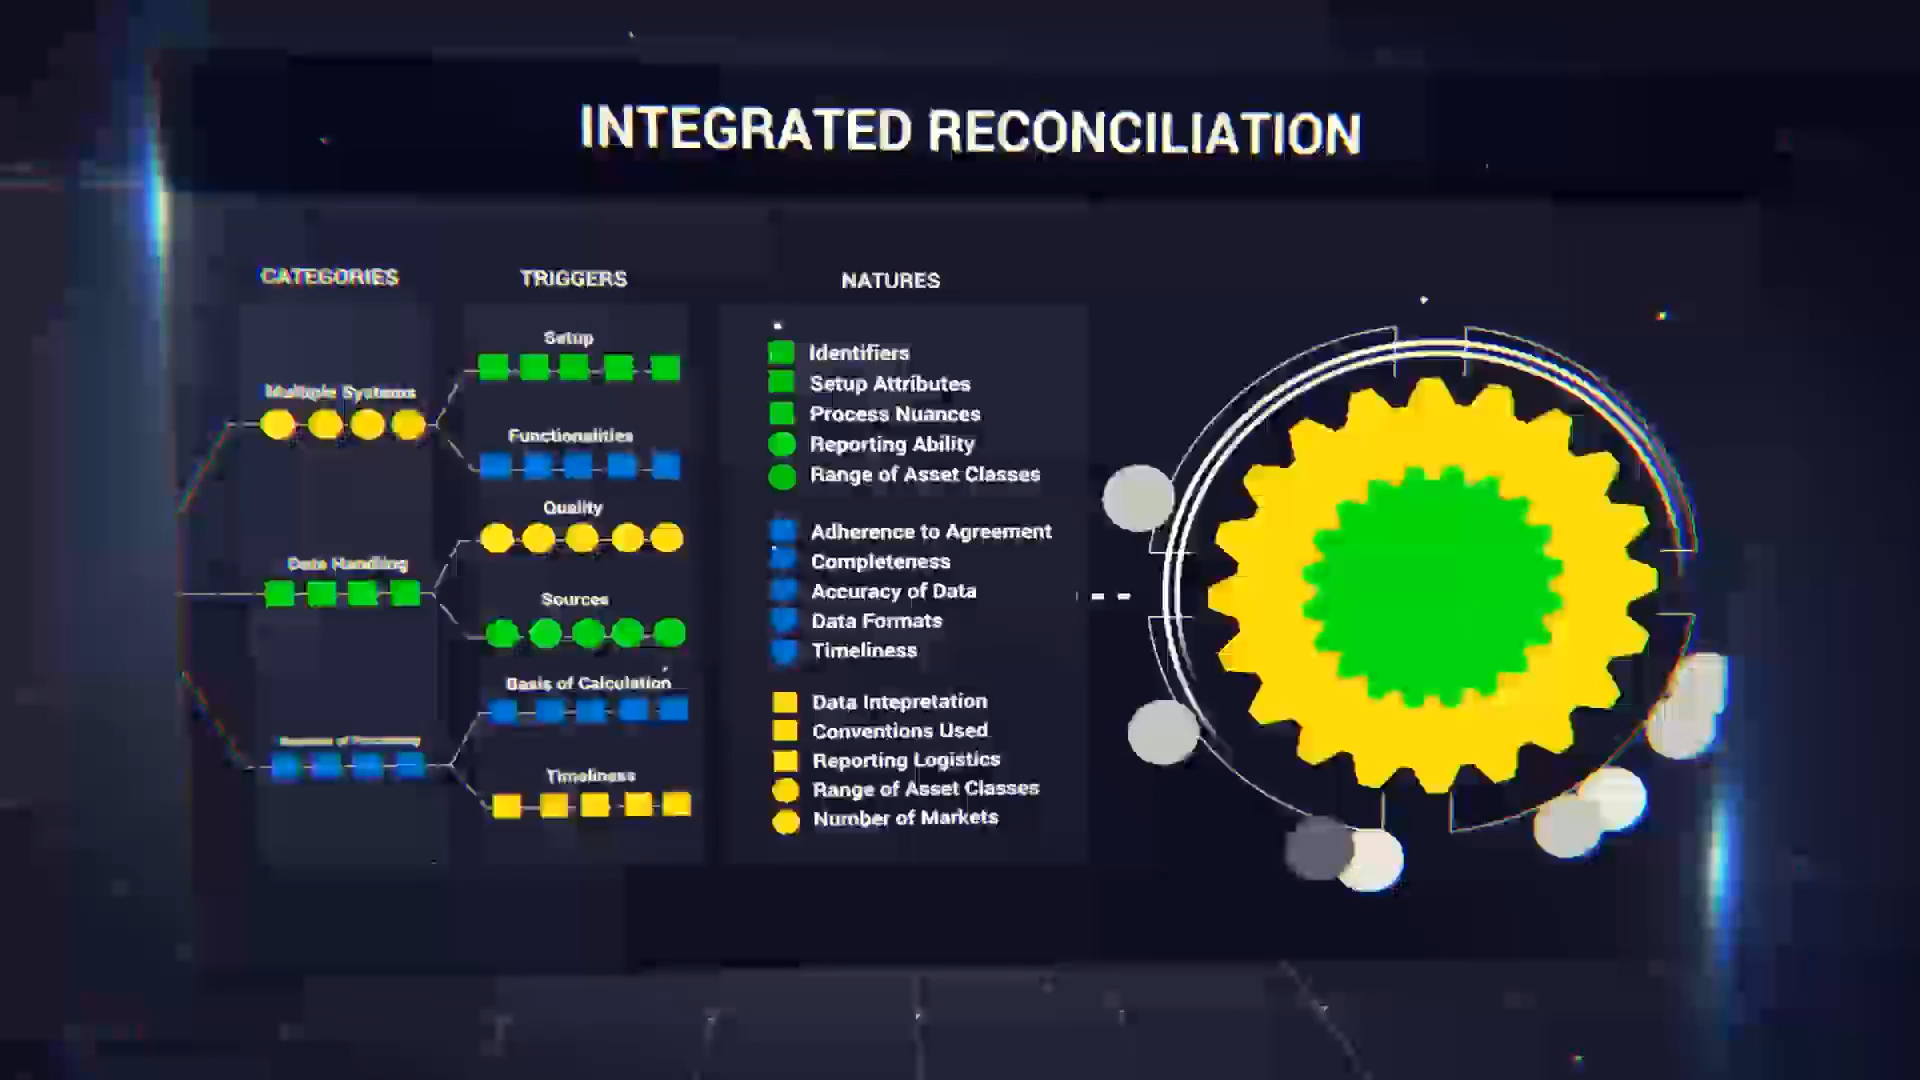 INTEGRATED RECONCILIATION
CATEGORIES
TRIGGERS
NATURES
Multiple Systems
Data Handling
of
Setup
Functionalities
Quality
Sources
Basis of Calculation
Timeliness
Identifiers
Setup Attributes
Process Nuances
Reporting Ability
Range of Asset Classes
Adherence to Agreement
Completeness
Accuracy of Data
Data Formats
Timeliness
Data Intepretation
Conventions Used
Reporting Logistics
Range of Asset Classes
Number of Markets